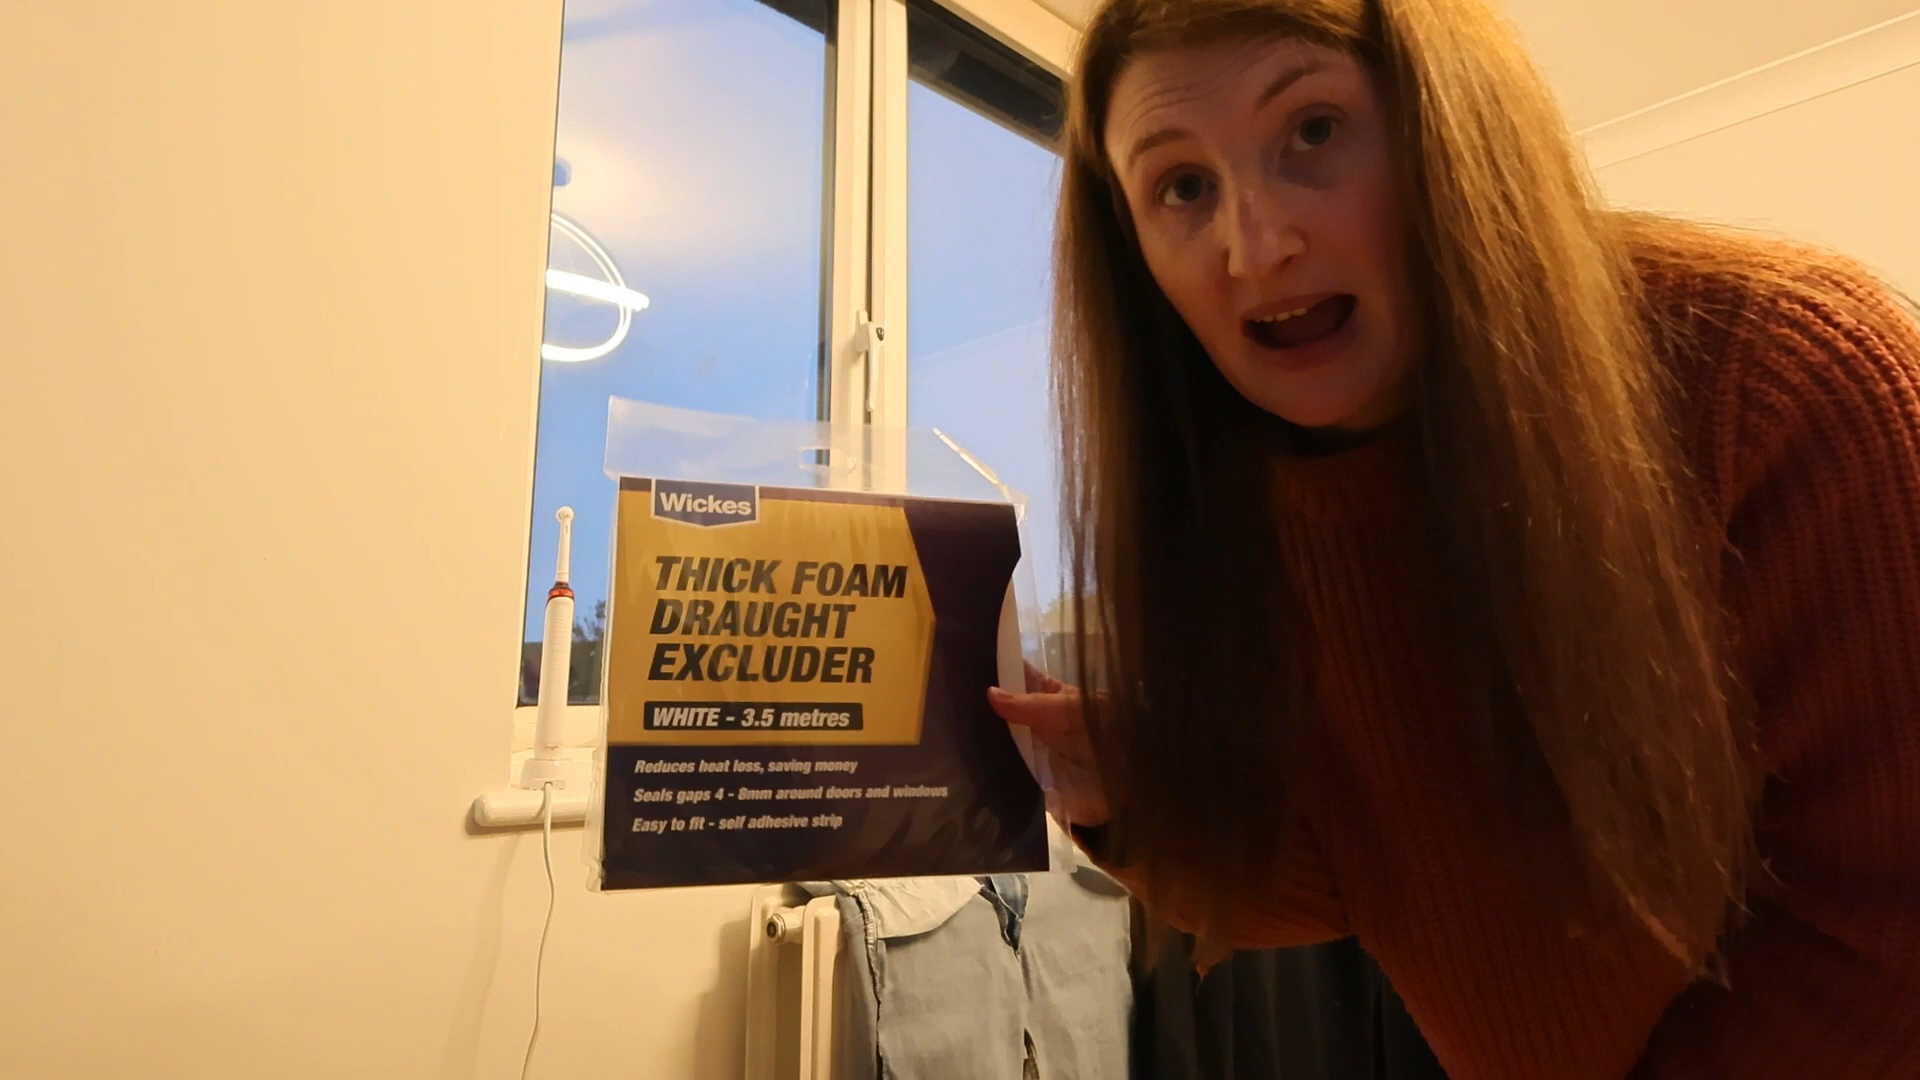 Wickes
THICK FOAM
DRAUGHT
EXCLUDER
WHITE - 3.5 metres
Reduces heat loss, saving money
Seals gaps 4 - 8mm around doors and windows
Easy to fit - self adhesive strip